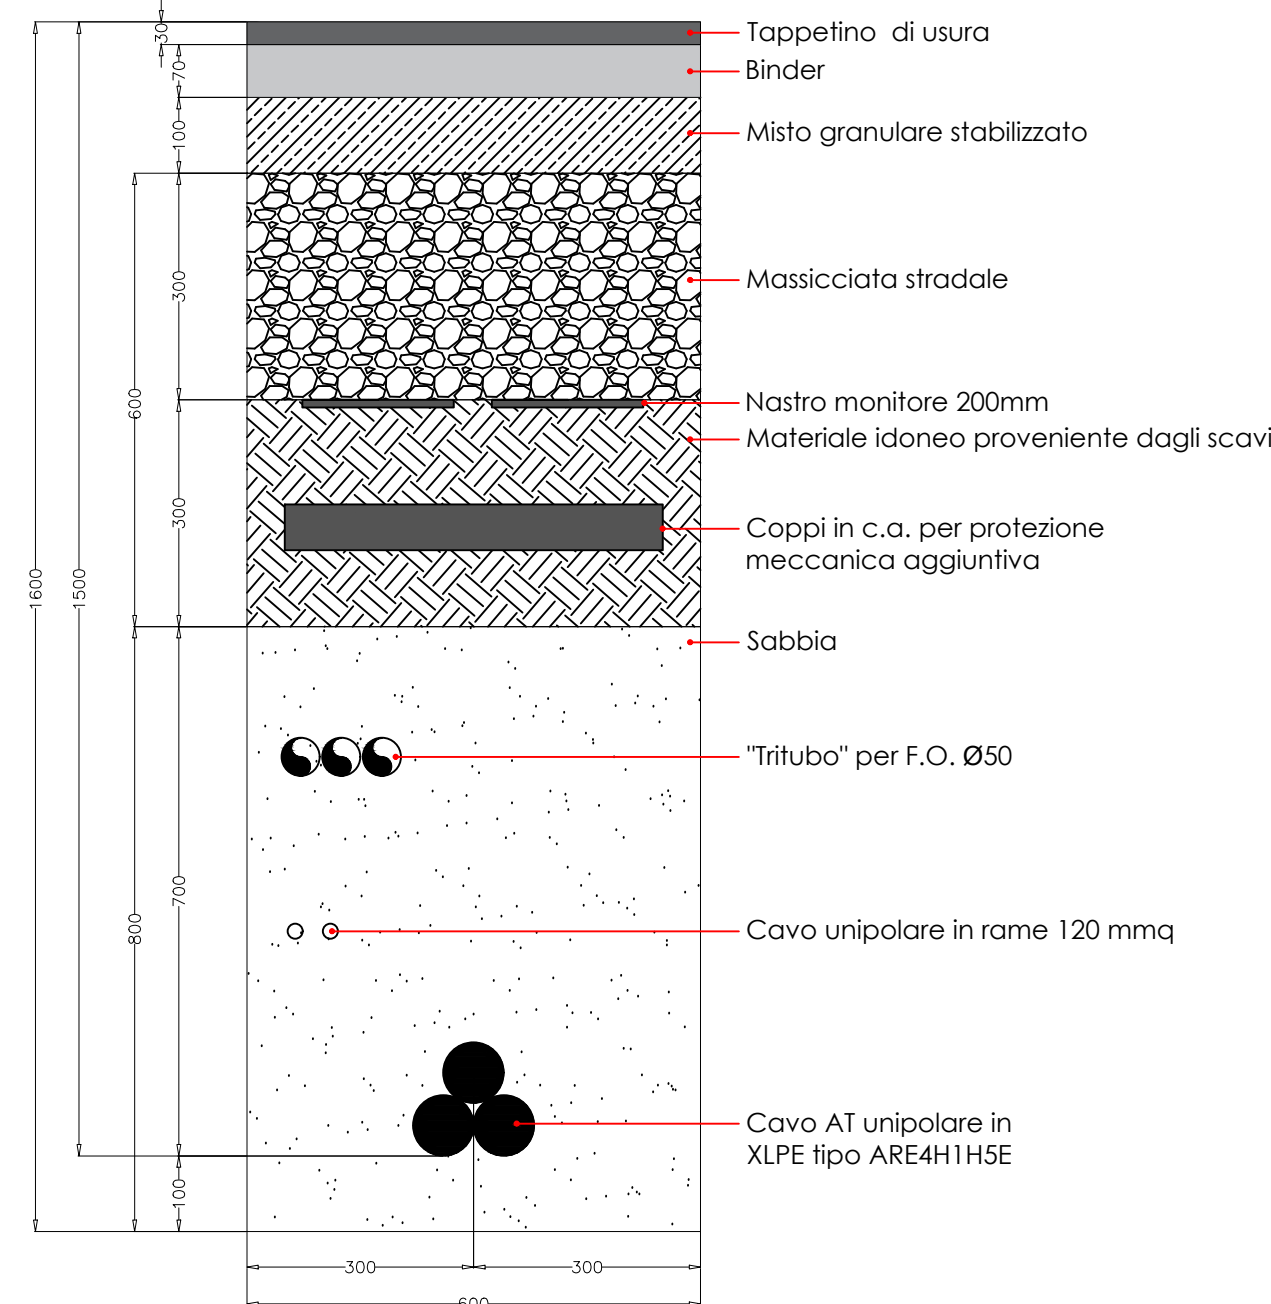 Tappetino di usura
Binder
Misto granulare stabilizzato
Massicciata stradale
Nastro monitore 200mm
Materiale idoneo proveniente dagli scavi
Coppi in c.a. per protezione
meccanica aggiuntiva
Sabbia
"Tritubo" per F.O. Ø50
Cavo unipolare in rame 120 mmq
Cavo AT unipolare in
XLPE tipo ARE4H1H5E
30
70
100
300
600
300
1600
1500
700
800
100
300
300
600